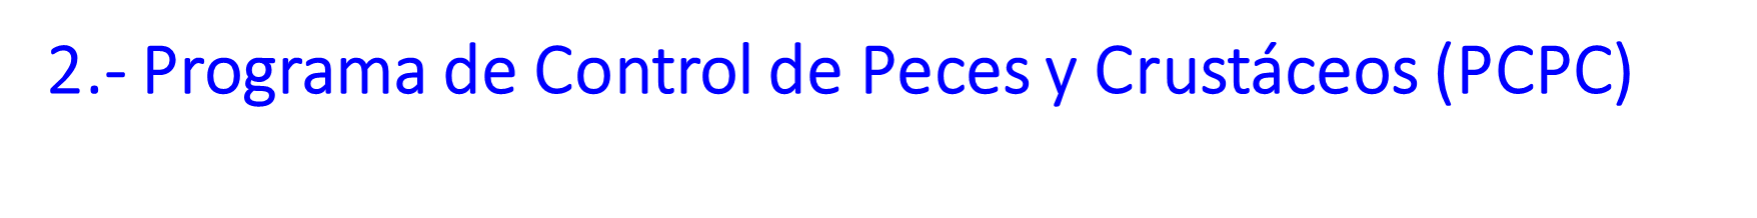 2.- Programa de Control de Peces y Crustáceos (PCPC)